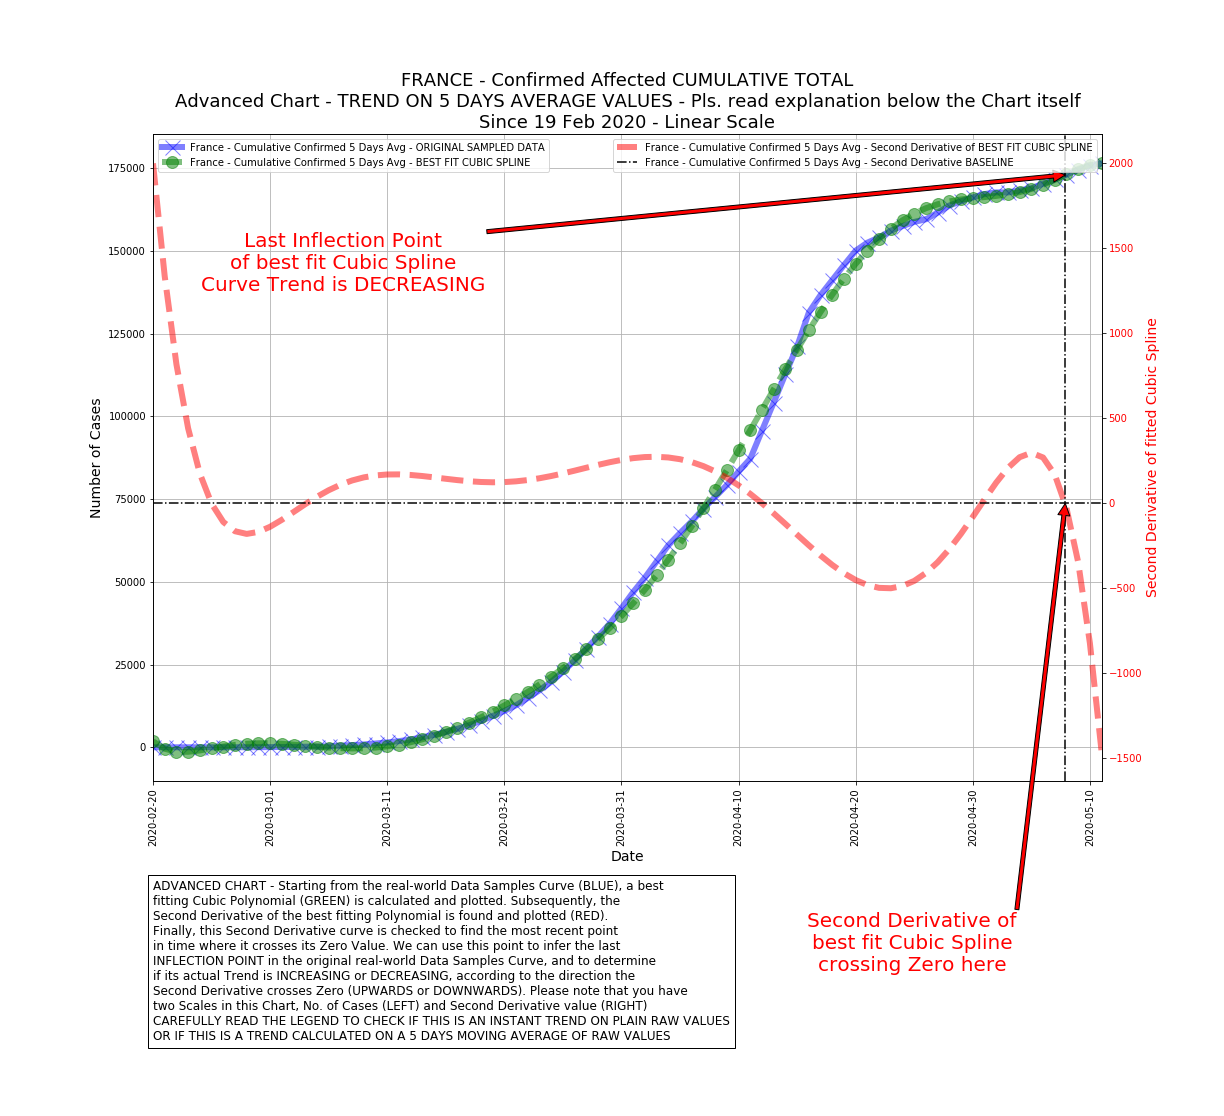 FRANCE - Confirmed Affected CUMULATIVE TOTAL
Advanced Chart - TREND ON 5 DAYS AVERAGE VALUES - Pls. read explanation below the Chart itself
Since 19 Feb 2020 - Linear Scale
France - Cumulative Confirmed 5 Days Avg - ORIGINAL SAMPLED DATA
France - Cumulative Confirmed 5 Days Avg - BEST FIT CUBIC SPLINE
France - Cumulative Confirmed 5 Days Avg - Second Derivative of BEST FIT CUBIC SPLINE
France - Cumulative Confirmed 5 Days Avg - Second Derivative BASELINE
Last Inflection Point
of best fit Cubic Spline
Curve Trend is DECREASING
Number of Cases
175000
150000
125000
100000
75000
50000
25000
0
2000
1500
1000
500
0
−500
−1000
−1500
Second Derivative of fitted Cubic Spline
2020-02-20
2020-03-01
2020-03-11
2020-03-21
2020-03-31
2020-04-10
2020-04-20
2020-04-30
2020-05-10
Date
ADVANCED CHART - Starting from the real-world Data Samples Curve (BLUE), a best
fitting Cubic Polynomial (GREEN) is calculated and plotted. Subsequently, the
Second Derivative of the best fitting Polynomial is found and plotted (RED).
Finally, this Second Derivative curve is checked to find the most recent point
in time where it crosses its Zero Value. We can use this point to infer the last
INFLECTION POINT in the original real-world Data Samples Curve, and to determine
if its actual Trend is INCREASING or DECREASING, according to the direction the
Second Derivative crosses Zero (UPWARDS or DOWNWARDS). Please note that you have
two Scales in this Chart, No. of Cases (LEFT) and Second Derivative value (RIGHT)
CAREFULLY READ THE LEGEND TO CHECK IF THIS IS AN INSTANT TREND ON PLAIN RAW VALUES
OR IF THIS IS A TREND CALCULATED ON A 5 DAYS MOVING AVERAGE OF RAW VALUES
Second Derivative of
best fit Cubic Spline
crossing Zero here